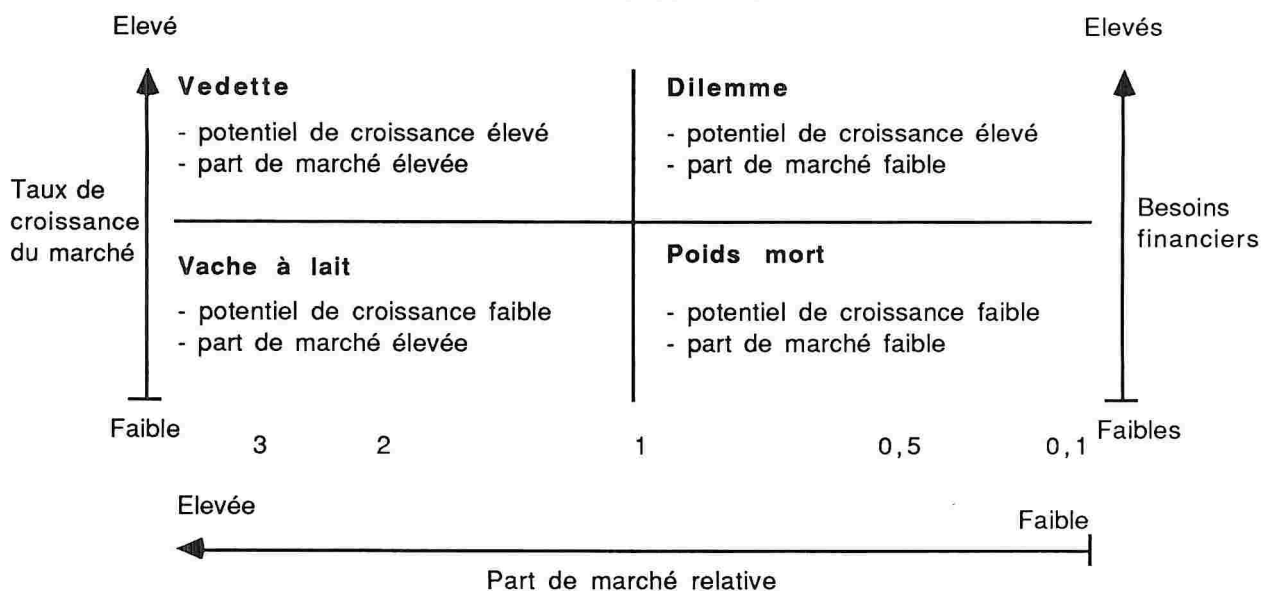 Elevé
Elevés
Vedette
- potentiel de croissance élevé
- part de marché élevée
Dilemme
- potentiel de croissance élevé
- part de marché faible
Taux de
croissance
du marché
Besoins
financiers
Vache à lait
- potentiel de croissance faible
- part de marché élevée
Poids mort
- potentiel de croissance faible
- part de marché faible
Faible
Faibles
3 2 1 0,5 0,1
Elevée
Faible
Part de marché relative